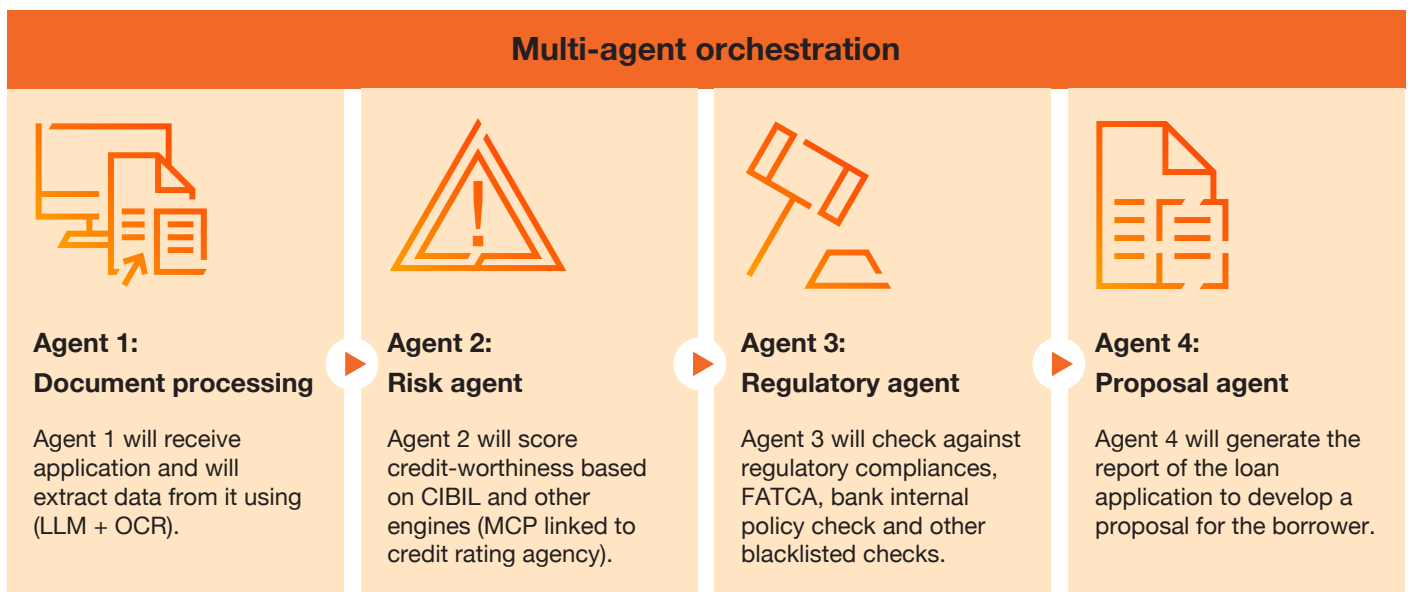 Multi-agent orchestration
Agent 1:
Document processing
Agent 1 will receive
application and will
extract data from it using
(LLM + OCR).
Agent 2:
Risk agent
Agent 2 will score
credit-worthiness based
on CIBIL and other
engines (MCP linked to
credit rating agency).
Agent 3:
Regulatory agent
Agent 3 will check against
regulatory compliances,
FATCA, bank internal
policy check and other
blacklisted checks.
Agent 4:
Proposal agent
Agent 4 will generate the
report of the loan
application to develop a
proposal for the borrower.